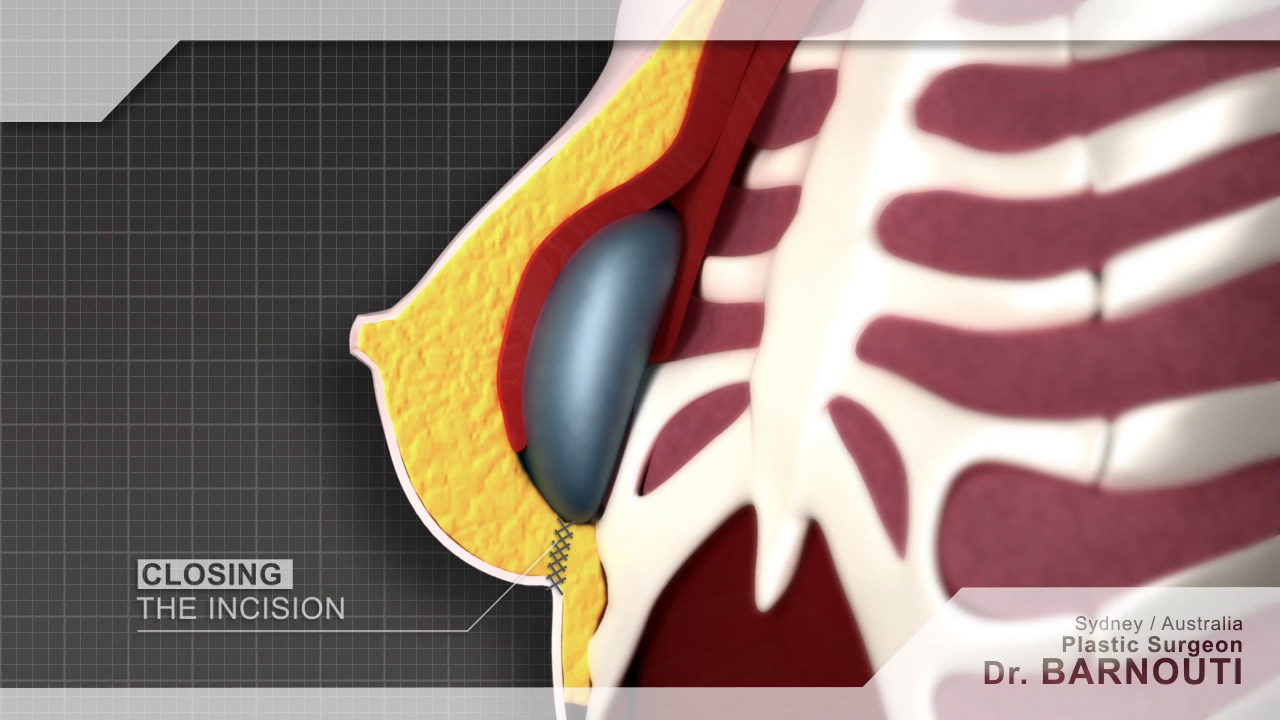 CLOSING
THE INCISION
Sydney / Australia
Plastic Surgeon
Dr. BARNOUTI